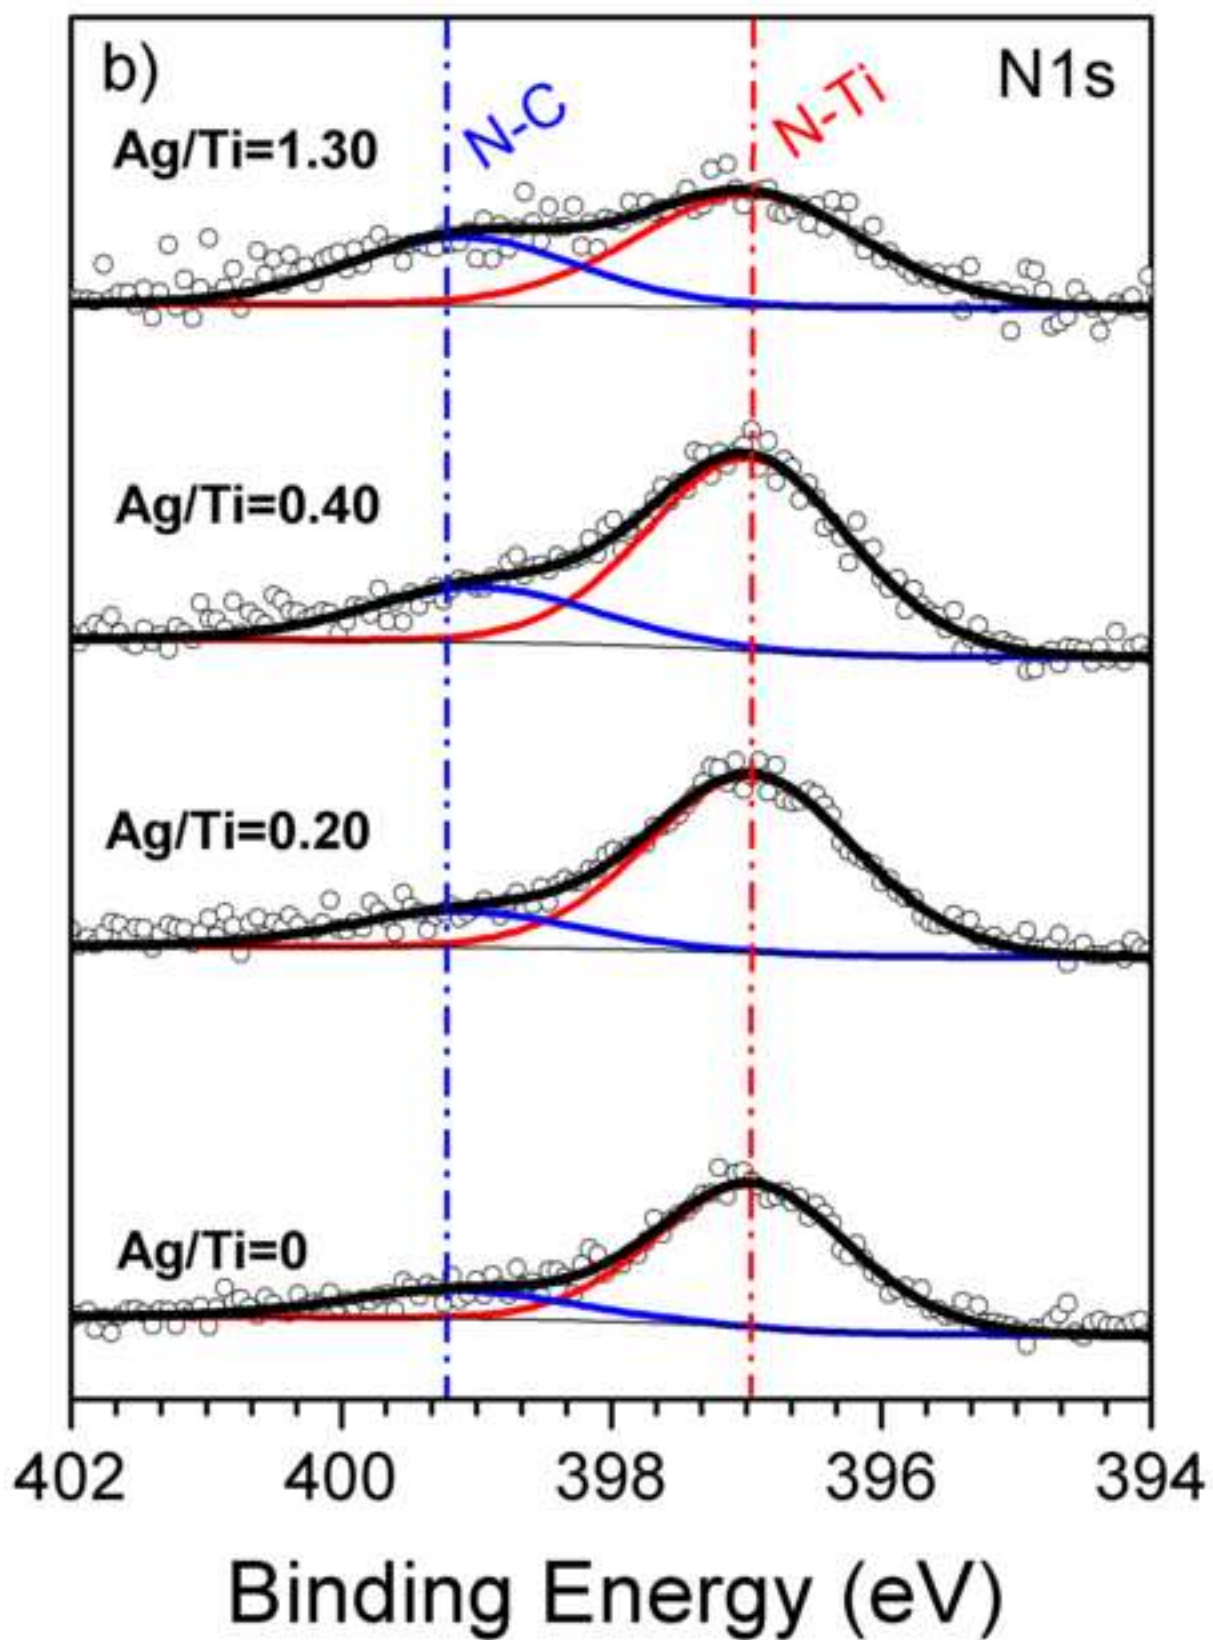 b)
N1s
N-C
N-Ti
Ag/Ti=1.30
Ag/Ti=0.40
Ag/Ti=0.20
Ag/Ti=0
402 400 398 396 394
Binding Energy (eV)